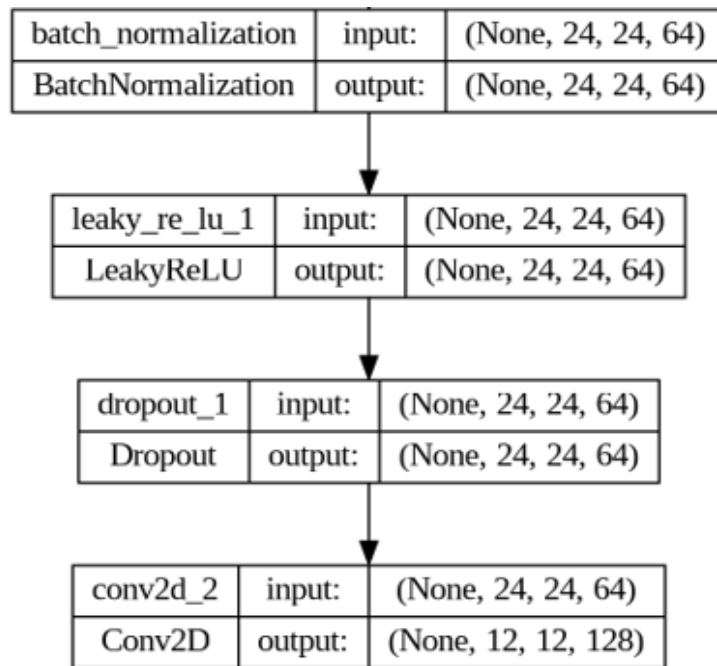 batch_normalization input: (None, 24, 24, 64)
BatchNormalization output: (None, 24, 24, 64)
leaky_re_lu_1 input: (None, 24, 24, 64)
LeakyReLU output: (None, 24, 24, 64)
dropout_1 input: (None, 24, 24, 64)
Dropout output: (None, 24, 24, 64)
conv2d_2 input: (None, 24, 24, 64)
Conv2D output: (None, 12, 12, 128)